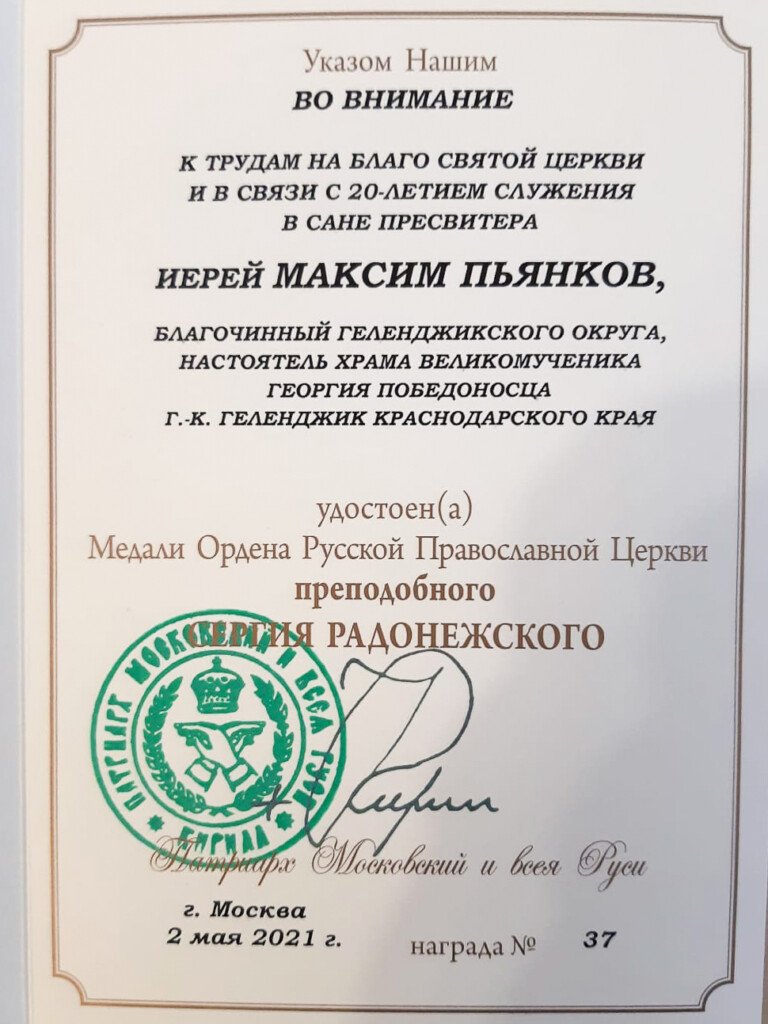 Указом Нашим
ВО ВНИМАНИЕ
К ТРУДАМ НА БЛАГО СВЯТОЙ ЦЕРКВИ
И В СВЯЗИ С 20-ЛЕТИЕМ СЛУЖЕНИЯ
В САНЕ ПРЕСВИТЕРА
ИЕРЕЙ МАКСИМ ПЬЯНКОВ,
БЛАГОЧИННЫЙ ГЕЛЕНДЖИКСКОГО ОКРУГА,
НАСТОЯТЕЛЬ ХРАМА ВЕЛИКОМУЧЕНИКА
ГЕОРГИЯ ПОБЕДОНОСЦА
Г.-К. ГЕЛЕНДЖИК КРАСНОДАРСКОГО КРАЯ
удостоен(а)
Медали Ордена Русской Православной Церкви
преподобного
СЕРГИЯ РАДОНЕЖСКОГО
ПАТРИАРХ МОСКОВСКИЙ И ВСЕЯ РУСИ
КИРИЛЛ
+ Кирилл
Патриарх Московский и всея Руси
г. Москва
2 мая 2021 г.
награда № 37